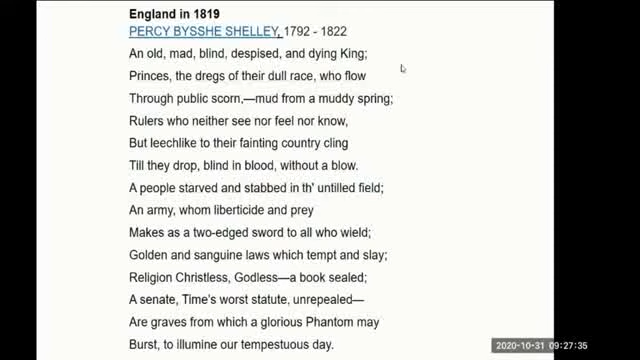 England in 1819
PERCY BYSSHE SHELLEY, 1792 - 1822
An old, mad, blind, despised, and dying King;
Princes, the dregs of their dull race, who flow
Through public scorn,—mud from a muddy spring;
Rulers who neither see nor feel nor know,
But leechlike to their fainting country cling
Till they drop, blind in blood, without a blow.
A people starved and stabbed in th' untilled field;
An army, whom liberticide and prey
Makes as a two-edged sword to all who wield;
Golden and sanguine laws which tempt and slay;
Religion Christless, Godless—a book sealed;
A senate, Time's worst statute, unrepealed—
Are graves from which a glorious Phantom may
Burst, to illumine our tempestuous day.
2020-10-31 09:27:35